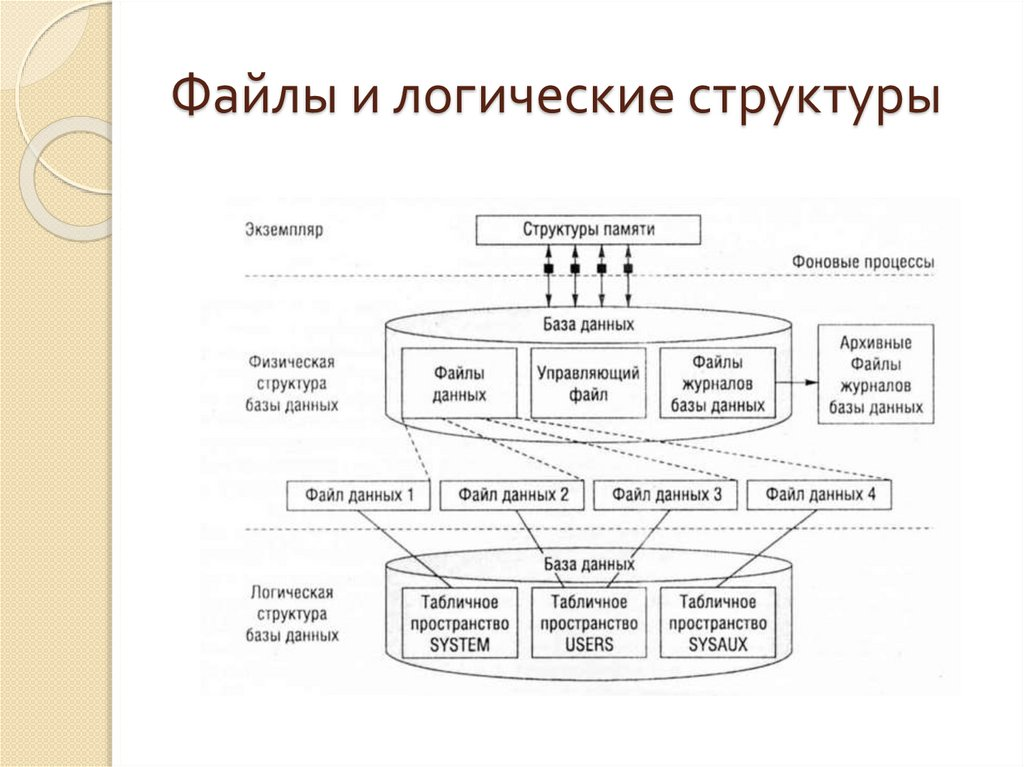 Файлы и логические структуры
Экземпляр
Структуры памяти
Фоновые процессы
База данных
Физическая
структура
базы данных
Файлы
данных
Управляющий
файл
Файлы
журналов
базы данных
Архивные
Файлы
журналов
базы данных
Файл данных 1
Файл данных 2
Файл данных 3
Файл данных 4
База данных
Логическая
структура
базы данных
Табличное
пространство
SYSTEM
Табличное
пространство
USERS
Табличное
пространство
SYSAUX